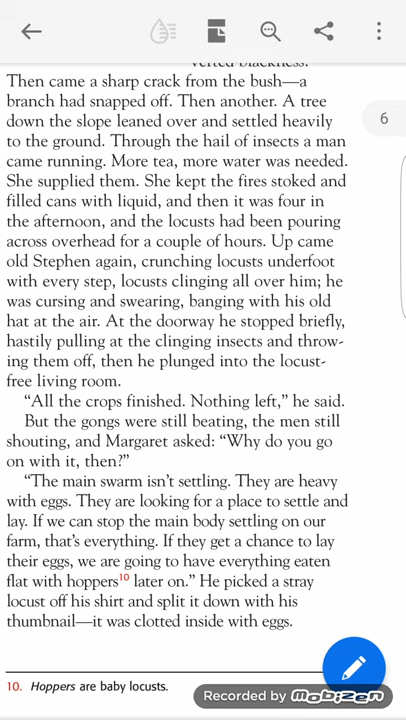 verted blackness.
Then came a sharp crack from the bush—a
branch had snapped off. Then another. A tree
down the slope leaned over and settled heavily
to the ground. Through the hail of insects a man
came running. More tea, more water was needed.
She supplied them. She kept the fires stoked and
filled cans with liquid, and then it was four in
the afternoon, and the locusts had been pouring
across overhead for a couple of hours. Up came
old Stephen again, crunching locusts underfoot
with every step, locusts clinging all over him; he
was cursing and swearing, banging with his old
hat at the air. At the doorway he stopped briefly,
hastily pulling at the clinging insects and throw-
ing them off, then he plunged into the locust-
free living room.
“All the crops finished. Nothing left,” he said.
But the gongs were still beating, the men still
shouting, and Margaret asked: “Why do you go
on with it, then?”
“The main swarm isn’t settling. They are heavy
with eggs. They are looking for a place to settle and
lay. If we can stop the main body settling on our
farm, that’s everything. If they get a chance to lay
their eggs, we are going to have everything eaten
flat with hoppers¹⁰ later on.” He picked a stray
locust off his shirt and split it down with his
thumbnail—it was clotted inside with eggs.
10. Hoppers are baby locusts.
6
Recorded by mobizen